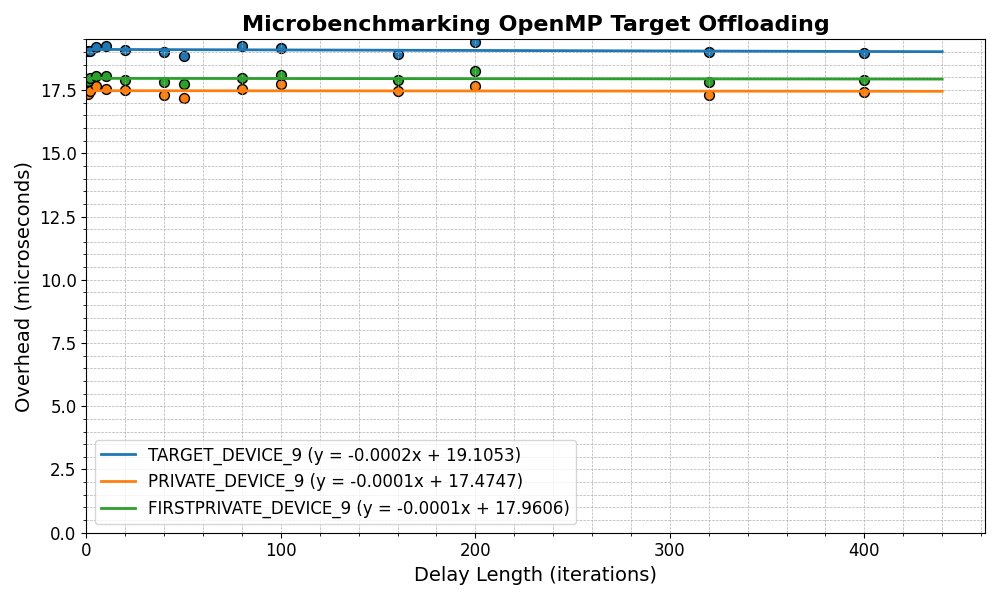 Microbenchmarking OpenMP Target Offloading
Overhead (microseconds)
17.5
15.0
12.5
10.0
7.5
5.0
2.5
0.0
TARGET_DEVICE_9 (y = -0.0002x + 19.1053)
PRIVATE_DEVICE_9 (y = -0.0001x + 17.4747)
FIRSTPRIVATE_DEVICE_9 (y = -0.0001x + 17.9606)
0 100 200 300 400
Delay Length (iterations)